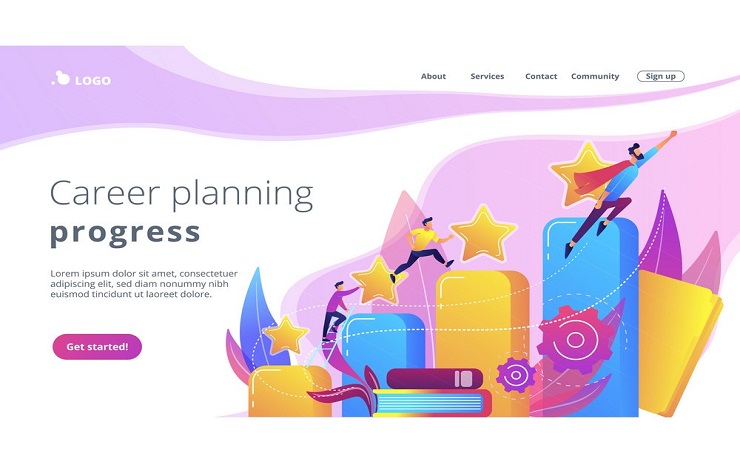 LOGO
About
Services
Contact
Community
Sign up
Career planning
progress
Lorem ipsum dolor sit amet, consectetuer
adipiscing elit, sed diam nonummy nibh
euismod tincidunt ut laoreet dolore.
Get started!